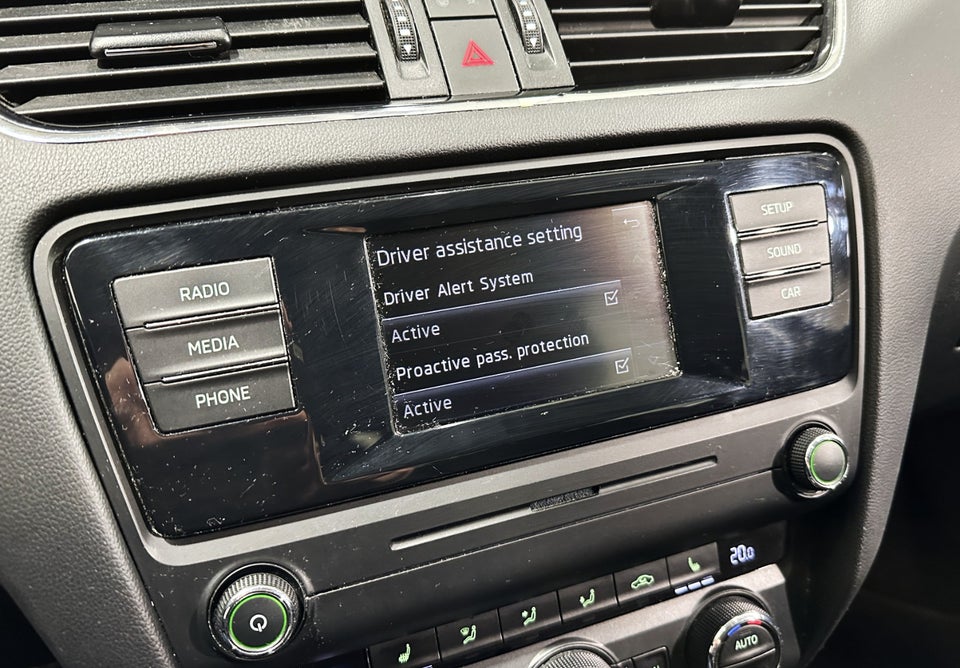 RADIO
MEDIA
PHONE
Driver assistance setting
Driver Alert System
Active
Proactive pass. protection
Active
SETUP
SOUND
CAR
20.0
AUTO